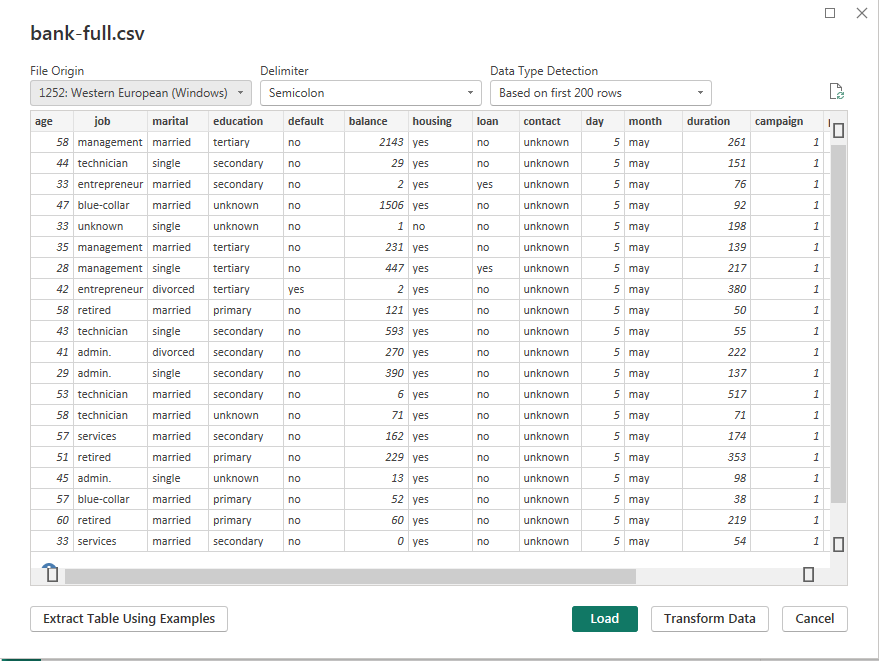 bank-full.csv
File Origin Delimiter Data Type Detection
1252: Western European (Windows) Semicolon Based on first 200 rows
age job marital education default balance housing loan contact day month duration campaign
58 management married tertiary no 2143 yes no unknown 5 may 261 1
44 technician single secondary no 29 yes no unknown 5 may 151 1
33 entrepreneur married secondary no 2 yes yes unknown 5 may 76 1
47 blue-collar married unknown no 1506 yes no unknown 5 may 92 1
33 unknown single unknown no 1 no no unknown 5 may 198 1
35 management married tertiary no 231 yes no unknown 5 may 139 1
28 management single tertiary no 447 yes yes unknown 5 may 217 1
42 entrepreneur divorced tertiary yes 2 yes no unknown 5 may 380 1
58 retired married primary no 121 yes no unknown 5 may 50 1
43 technician single secondary no 593 yes no unknown 5 may 55 1
41 admin. divorced secondary no 270 yes no unknown 5 may 222 1
29 admin. single secondary no 390 yes no unknown 5 may 137 1
53 technician married secondary no 6 yes no unknown 5 may 517 1
58 technician married unknown no 71 yes no unknown 5 may 71 1
57 services married secondary no 162 yes no unknown 5 may 174 1
51 retired married primary no 229 yes no unknown 5 may 353 1
45 admin. single unknown no 13 yes no unknown 5 may 98 1
57 blue-collar married primary no 52 yes no unknown 5 may 38 1
60 retired married primary no 60 yes no unknown 5 may 219 1
33 services married secondary no 0 yes no unknown 5 may 54 1
Extract Table Using Examples Load Transform Data Cancel